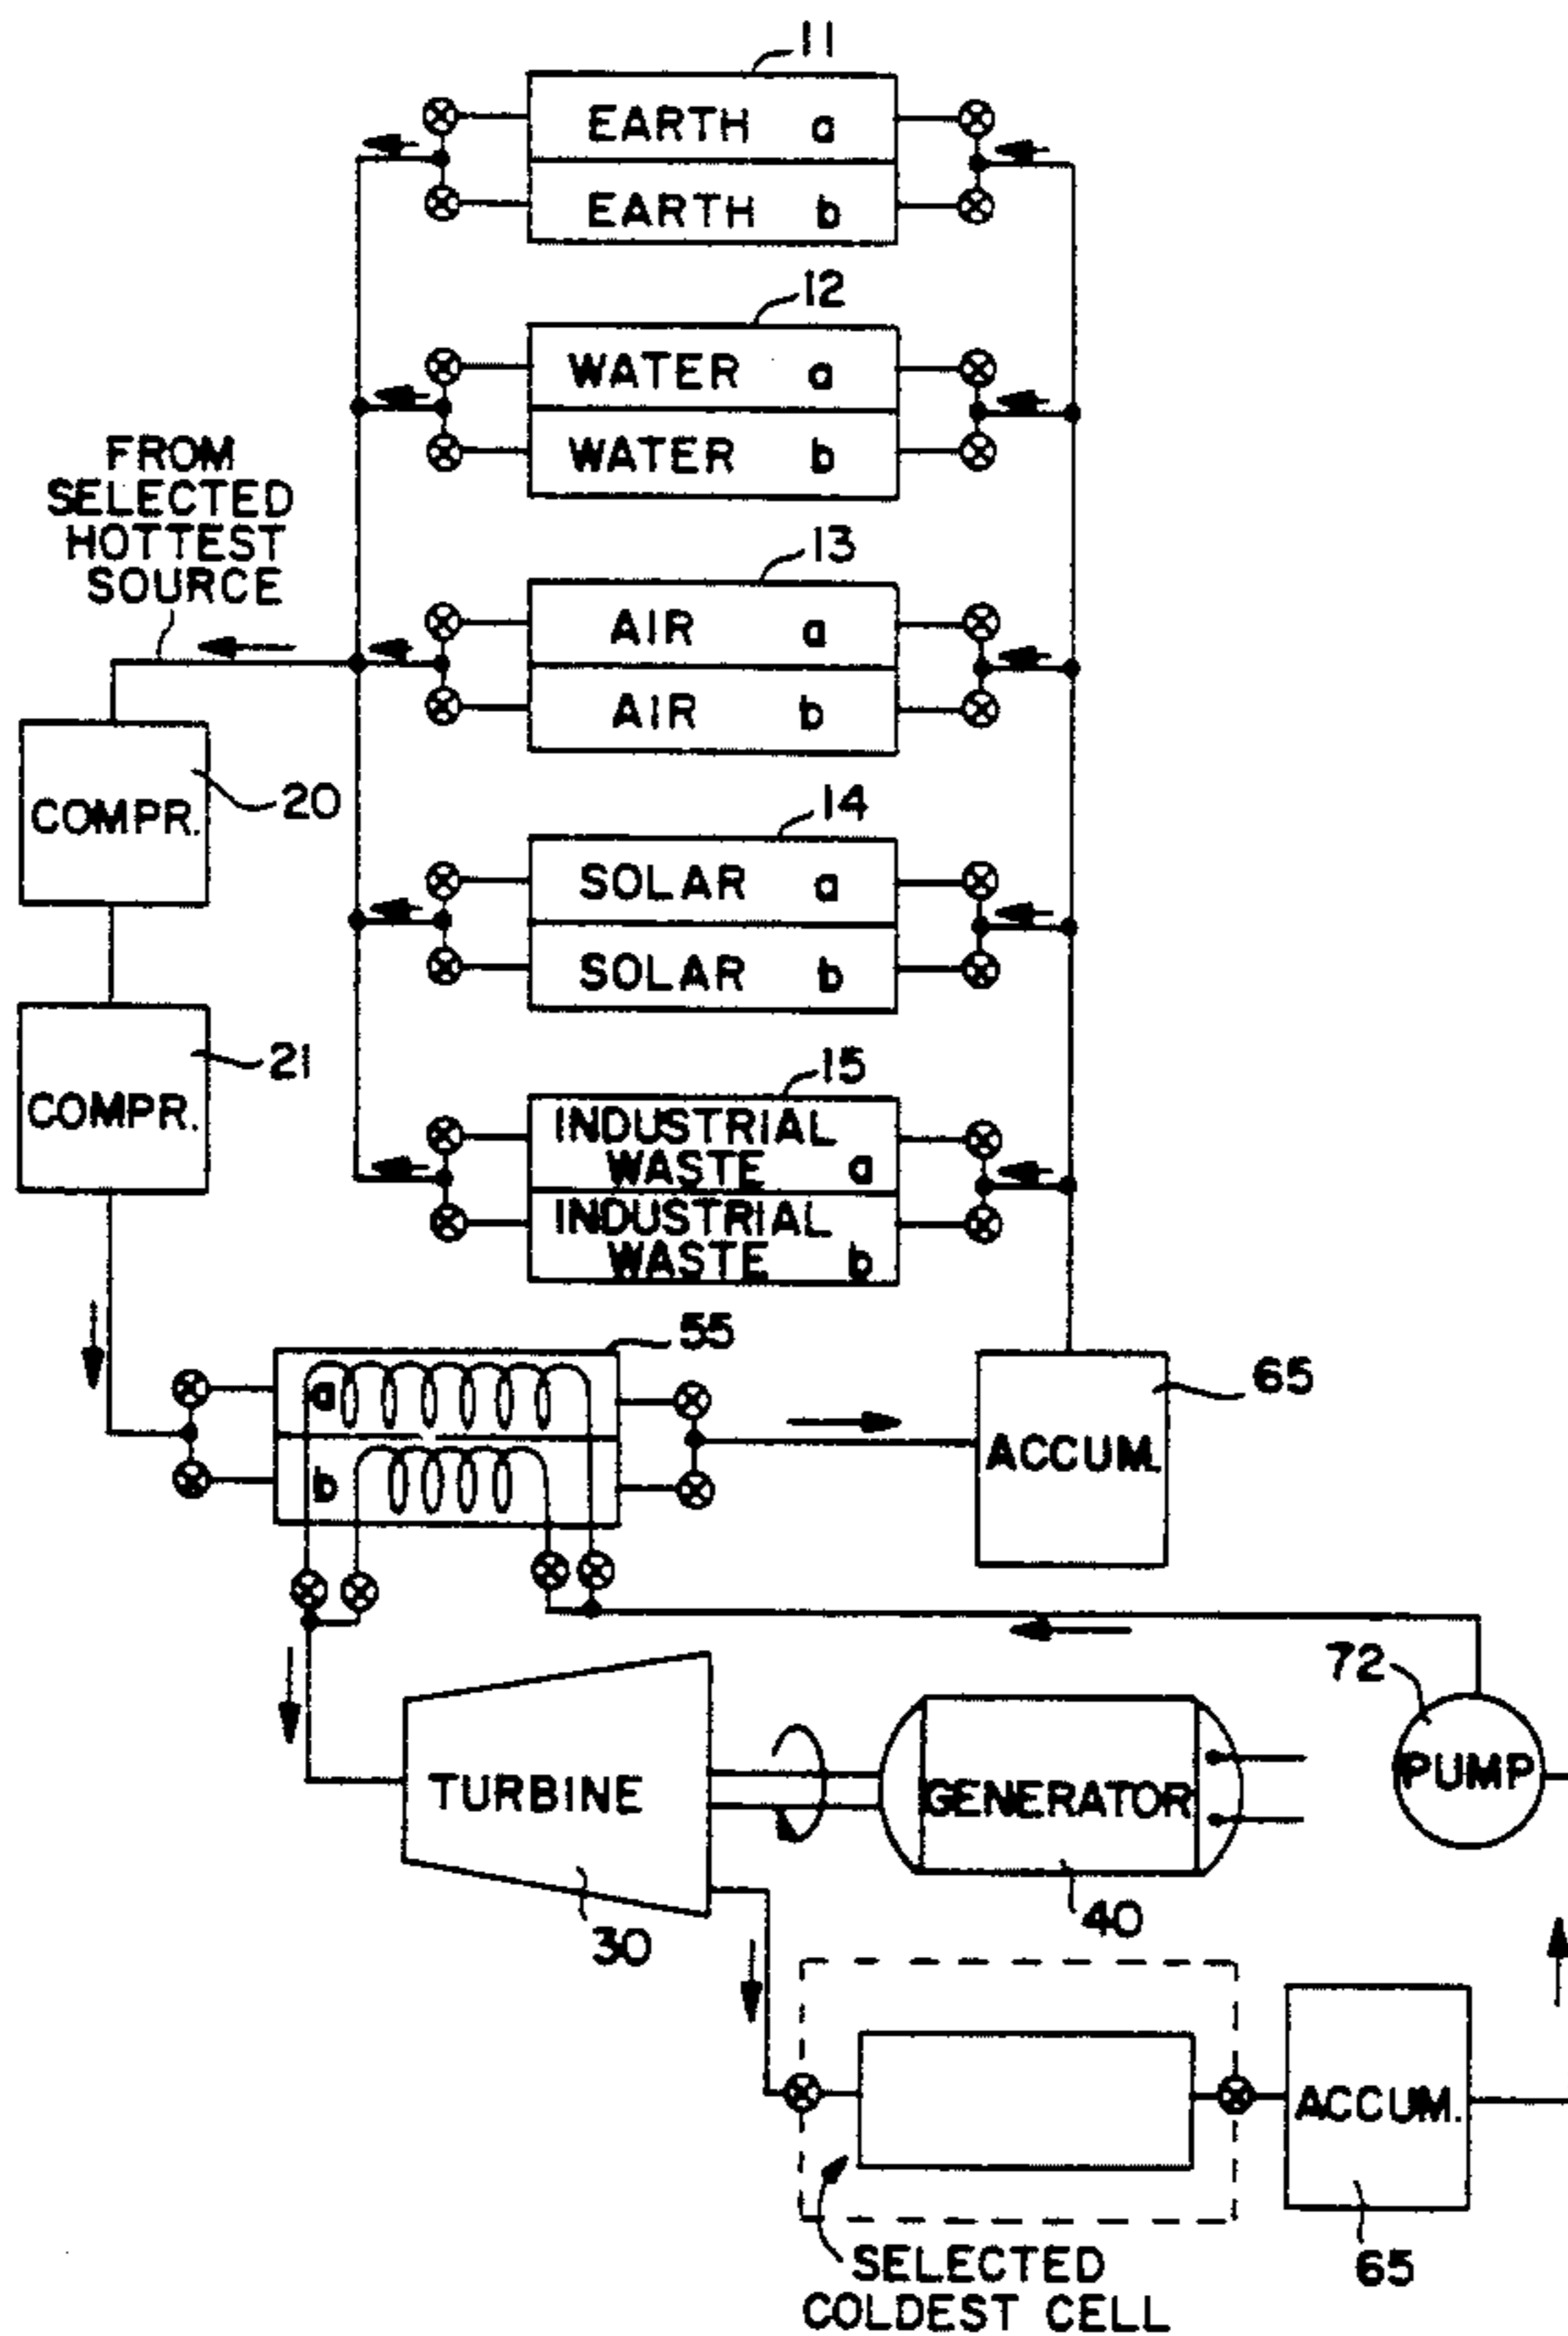 11
EARTH a
EARTH b
12
WATER a
WATER b
FROM
SELECTED
HOTTEST
SOURCE
13
AIR a
AIR b
COMPR.
20
14
SOLAR a
SOLAR b
COMPR.
21
15
INDUSTRIAL
WASTE a
INDUSTRIAL
WASTE b
55
a
b
65
ACCUM.
72
PUMP
TURBINE
30
GENERATOR
40
ACCUM.
65
SELECTED
COLDEST CELL